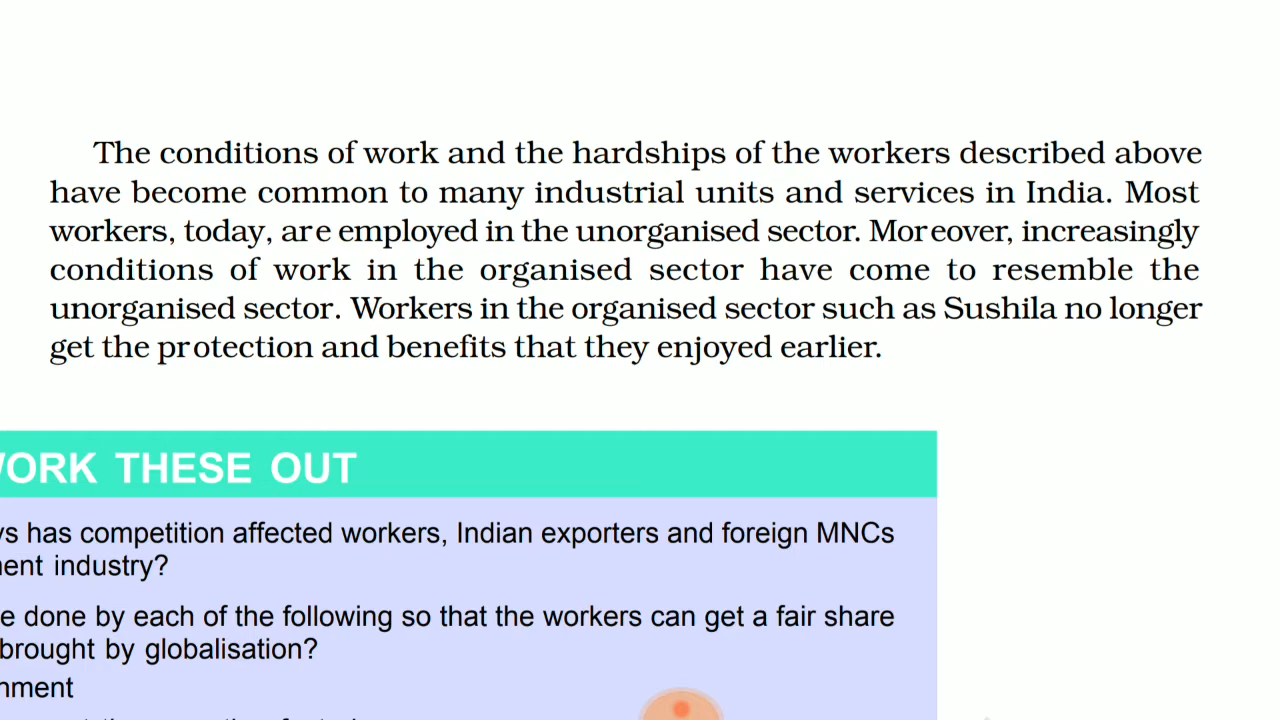 The conditions of work and the hardships of the workers described above
have become common to many industrial units and services in India. Most
workers, today, are employed in the unorganised sector. Moreover, increasingly
conditions of work in the organised sector have come to resemble the
unorganised sector. Workers in the organised sector such as Sushila no longer
get the protection and benefits that they enjoyed earlier.
WORK THESE OUT
ys has competition affected workers, Indian exporters and foreign MNCs
ent industry?
e done by each of the following so that the workers can get a fair share
brought by globalisation?
nment